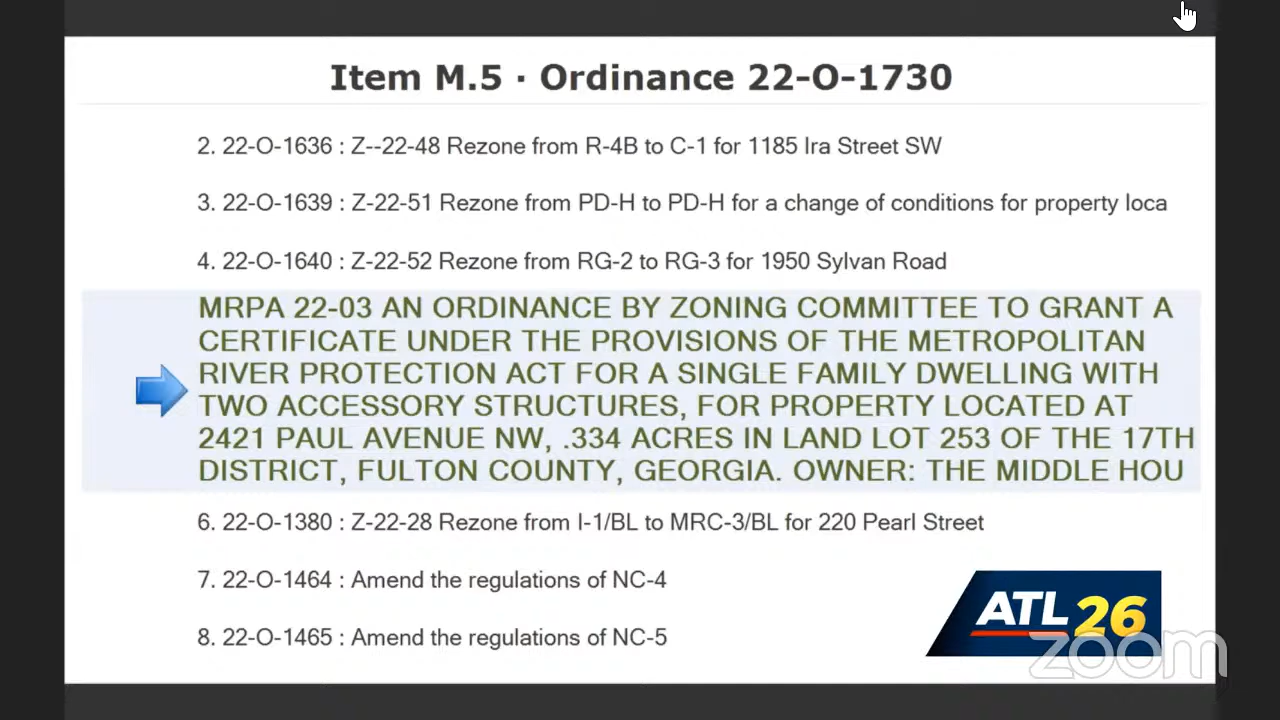 Item M.5 · Ordinance 22-O-1730
2. 22-O-1636 : Z--22-48 Rezone from R-4B to C-1 for 1185 Ira Street SW
3. 22-O-1639 : Z-22-51 Rezone from PD-H to PD-H for a change of conditions for property loca
4. 22-O-1640 : Z-22-52 Rezone from RG-2 to RG-3 for 1950 Sylvan Road
MRPA 22-03 AN ORDINANCE BY ZONING COMMITTEE TO GRANT A
CERTIFICATE UNDER THE PROVISIONS OF THE METROPOLITAN
RIVER PROTECTION ACT FOR A SINGLE FAMILY DWELLING WITH
TWO ACCESSORY STRUCTURES, FOR PROPERTY LOCATED AT
2421 PAUL AVENUE NW, .334 ACRES IN LAND LOT 253 OF THE 17TH
DISTRICT, FULTON COUNTY, GEORGIA. OWNER: THE MIDDLE HOU
6. 22-O-1380 : Z-22-28 Rezone from I-1/BL to MRC-3/BL for 220 Pearl Street
7. 22-O-1464 : Amend the regulations of NC-4
8. 22-O-1465 : Amend the regulations of NC-5
ATL 26
zoom